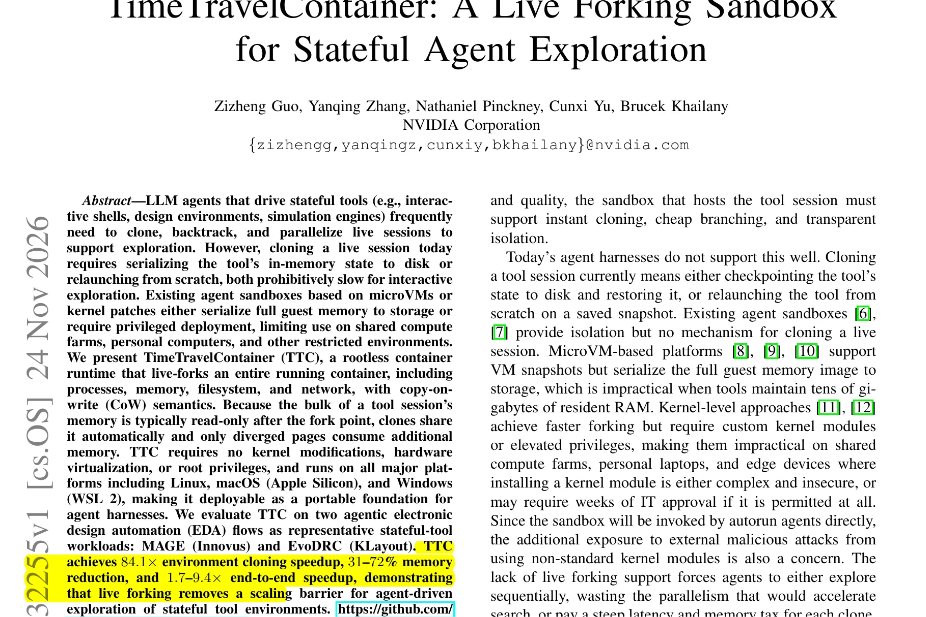 TimeTravelContainer: A Live Forking Sandbox
for Stateful Agent Exploration
Zizheng Guo, Yanqing Zhang, Nathaniel Pinckney, Cunxi Yu, Brucek Khailany
NVIDIA Corporation
{zizhengg,yanqingz,cunxiy,bkhailany}@nvidia.com
32255v1 [cs.OS] 24 Nov 2026
Abstract—LLM agents that drive stateful tools (e.g., interac-
tive shells, design environments, simulation engines) frequently
need to clone, backtrack, and parallelize live sessions to
support exploration. However, cloning a live session today
requires serializing the tool's in-memory state to disk or
relaunching from scratch, both prohibitively slow for interactive
exploration. Existing agent sandboxes based on microVMs or
kernel patches either serialize full guest memory to storage or
require privileged deployment, limiting use on shared compute
farms, personal computers, and other restricted environments.
We present TimeTravelContainer (TTC), a rootless container
runtime that live-forks an entire running container, including
processes, memory, filesystem, and network, with copy-on-
write (CoW) semantics. Because the bulk of a tool session's
memory is typically read-only after the fork point, clones share
it automatically and only diverged pages consume additional
memory. TTC requires no kernel modifications, hardware
virtualization, or root privileges, and runs on all major plat-
forms including Linux, macOS (Apple Silicon), and Windows
(WSL 2), making it deployable as a portable foundation for
agent harnesses. We evaluate TTC on two agentic electronic
design automation (EDA) flows as representative stateful-tool
workloads: MAGE (Innovus) and EvoDRC (KLayout). TTC
achieves 84.1× environment cloning speedup, 31–72% memory
reduction, and 1.7–9.4× end-to-end speedup, demonstrating
that live forking removes a scaling barrier for agent-driven
exploration of stateful tool environments. https://github.com/
and quality, the sandbox that hosts the tool session must
support instant cloning, cheap branching, and transparent
isolation.
Today's agent harnesses do not support this well. Cloning
a tool session currently means either checkpointing the tool's
state to disk and restoring it, or relaunching the tool from
scratch on a saved snapshot. Existing agent sandboxes [6],
[7] provide isolation but no mechanism for cloning a live
session. MicroVM-based platforms [8], [9], [10] support
VM snapshots but serialize the full guest memory image to
storage, which is impractical when tools maintain tens of gi-
gabytes of resident RAM. Kernel-level approaches [11], [12]
achieve faster forking but require custom kernel modules
or elevated privileges, making them impractical on shared
compute farms, personal laptops, and edge devices where
installing a kernel module is either complex and insecure, or
may require weeks of IT approval if it is permitted at all.
Since the sandbox will be invoked by autorun agents directly,
the additional exposure to external malicious attacks from
using non-standard kernel modules is also a concern. The
lack of live forking support forces agents to either explore
sequentially, wasting the parallelism that would accelerate
search, or pay a steep latency and memory tax for each clone.